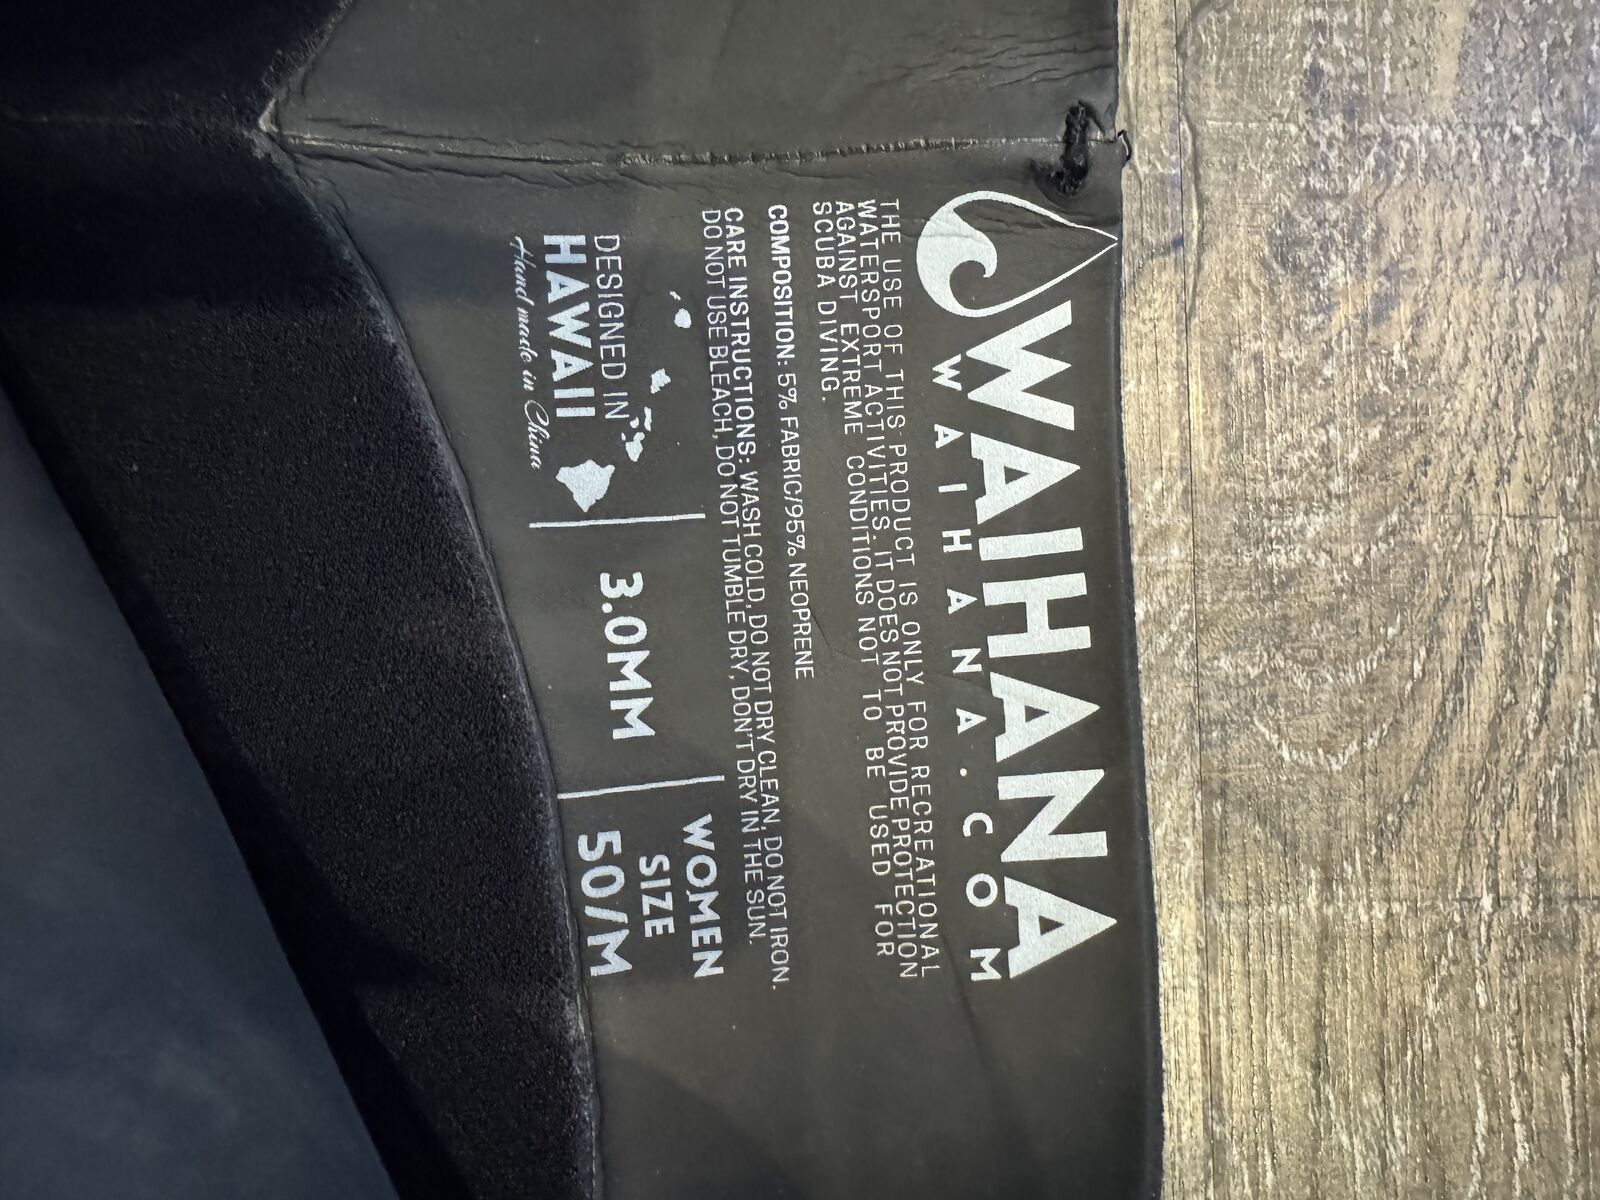 WAIHANA
WAIHANA.COM
THE USE OF THIS PRODUCT IS ONLY FOR RECREATIONAL
WATERSPORT ACTIVITIES. IT DOES NOT PROVIDE PROTECTION
AGAINST EXTREME CONDITIONS NOT TO BE USED FOR
SCUBA DIVING.
COMPOSITION: 5% FABRIC/95% NEOPRENE
CARE INSTRUCTIONS: WASH COLD, DO NOT DRY CLEAN, DO NOT IRON.
DO NOT USE BLEACH, DO NOT TUMBLE DRY, DON'T DRY IN THE SUN.
DESIGNED IN
HAWAII
Hand made in China
3.0MM
WOMEN
SIZE
50/M